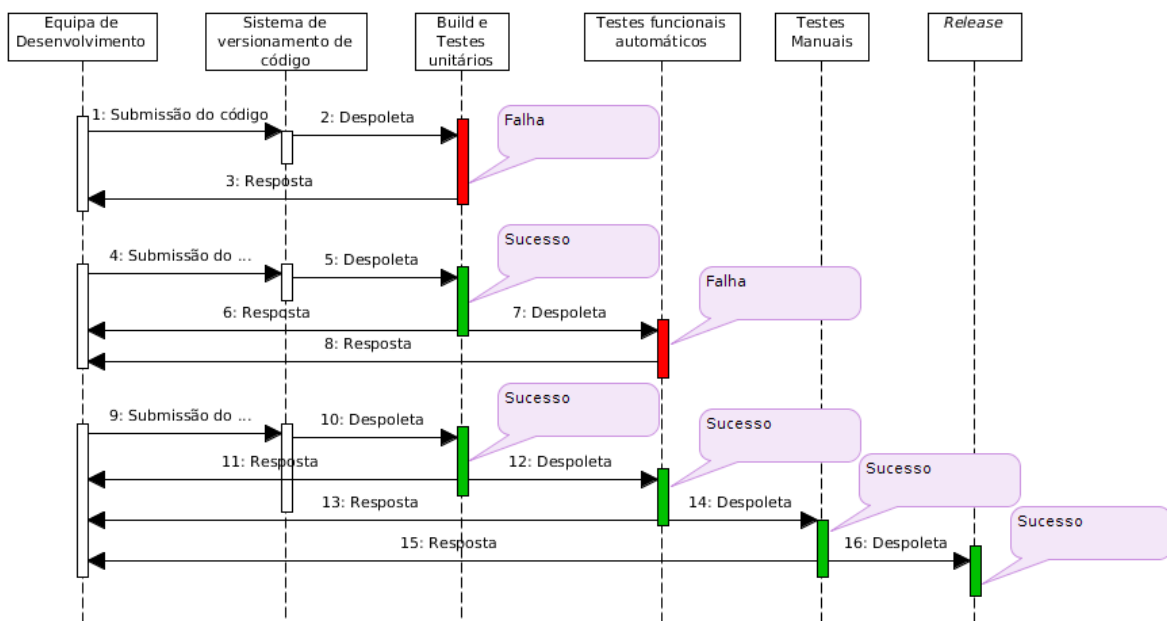 Equipa de
Desenvolvimento
Sistema de
versionamento de
código
Build e
Testes
unitários
Testes funcionais
automáticos
Testes
Manuais
Release
1: Submissão do código
2: Despoleta
Falha
3: Resposta
4: Submissão do ...
5: Despoleta
Sucesso
6: Resposta
7: Despoleta
Falha
8: Resposta
9: Submissão do ...
10: Despoleta
Sucesso
11: Resposta
12: Despoleta
Sucesso
13: Resposta
14: Despoleta
Sucesso
15: Resposta
16: Despoleta
Sucesso